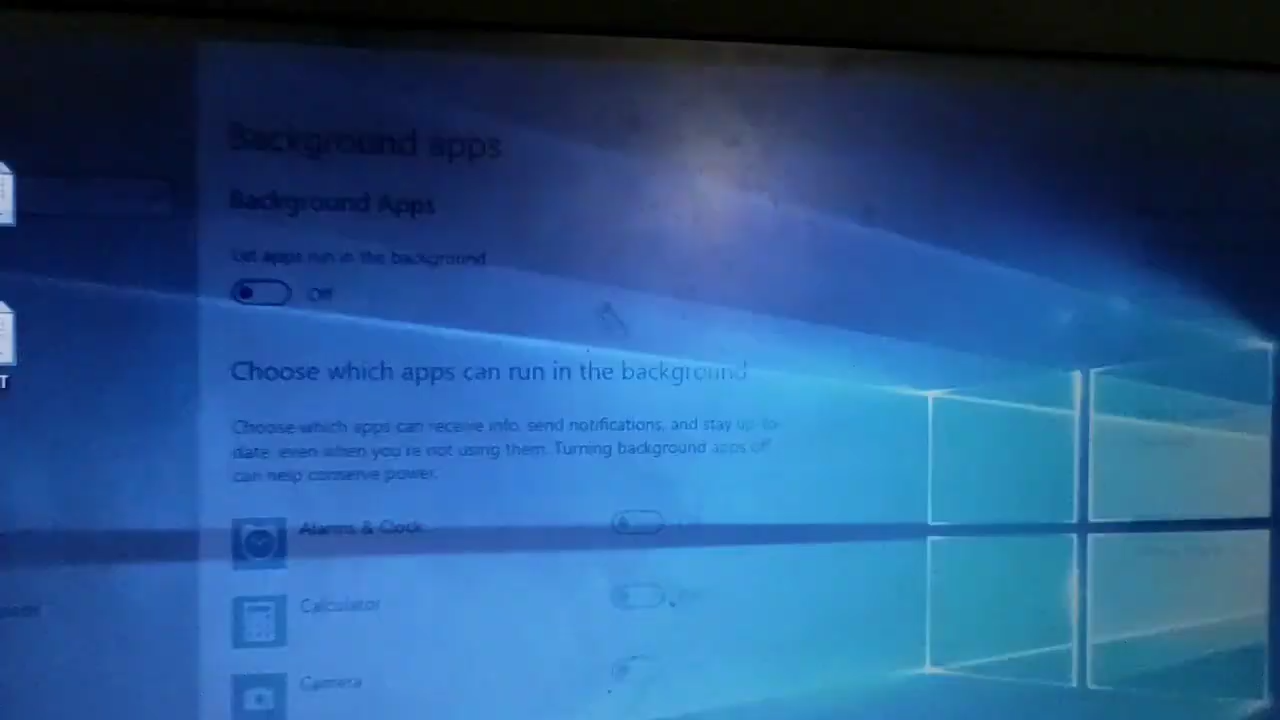 Background apps
Background Apps
Let apps run in the background
Off
Choose which apps can run in the background
Choose which apps can receive info, send notifications, and stay up-to-
date, even when you're not using them. Turning background apps off
can help conserve power.
Alarms & Clock
Calculator
Camera
T